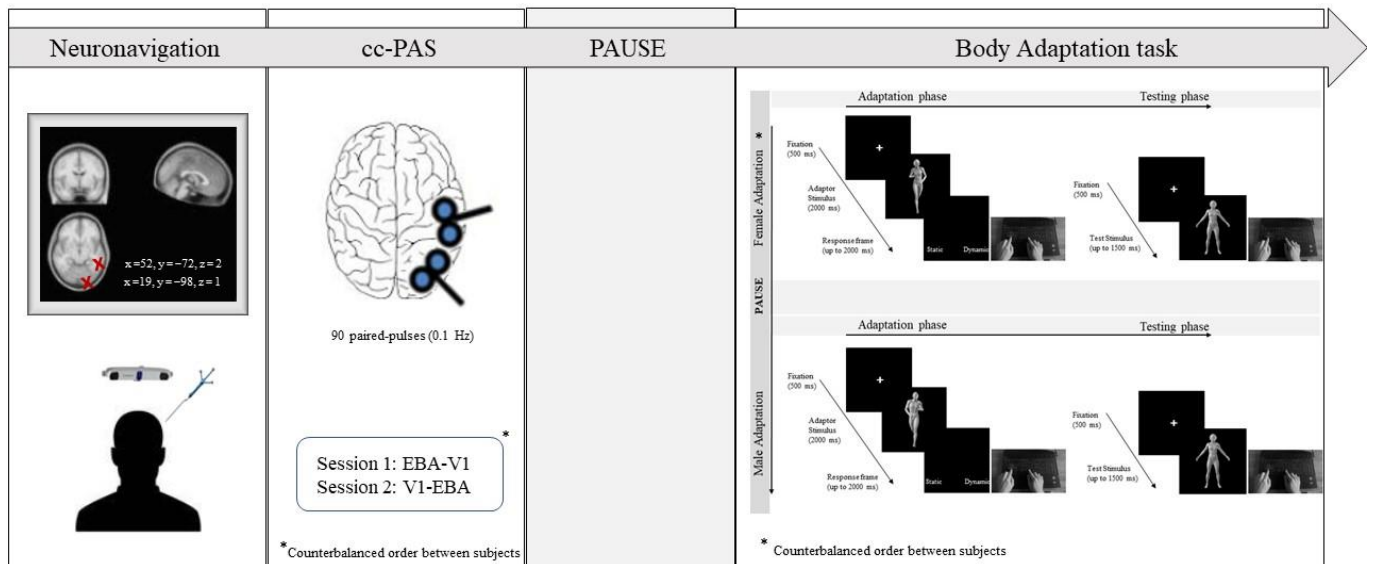 Neuronavigation
cc-PAS
PAUSE
Body Adaptation task
x=52, y=−72, z=2
x=19, y=−98, z=1
90 paired-pulses (0.1 Hz)
*
Session 1: EBA-V1
Session 2: V1-EBA
*Counterbalanced order between subjects
Female Adaptation *
Adaptation phase
Testing phase
Fixation
(500 ms)
Adaptor
Stimulus
(2000 ms)
Response frame
(up to 2000 ms)
Static Dynamic
Fixation
(500 ms)
Test Stimulus
(up to 1500 ms)
PAUSE
Male Adaptation
Adaptation phase
Testing phase
Fixation
(500 ms)
Adaptor
Stimulus
(2000 ms)
Response frame
(up to 2000 ms)
Static Dynamic
Fixation
(500 ms)
Test Stimulus
(up to 1500 ms)
* Counterbalanced order between subjects